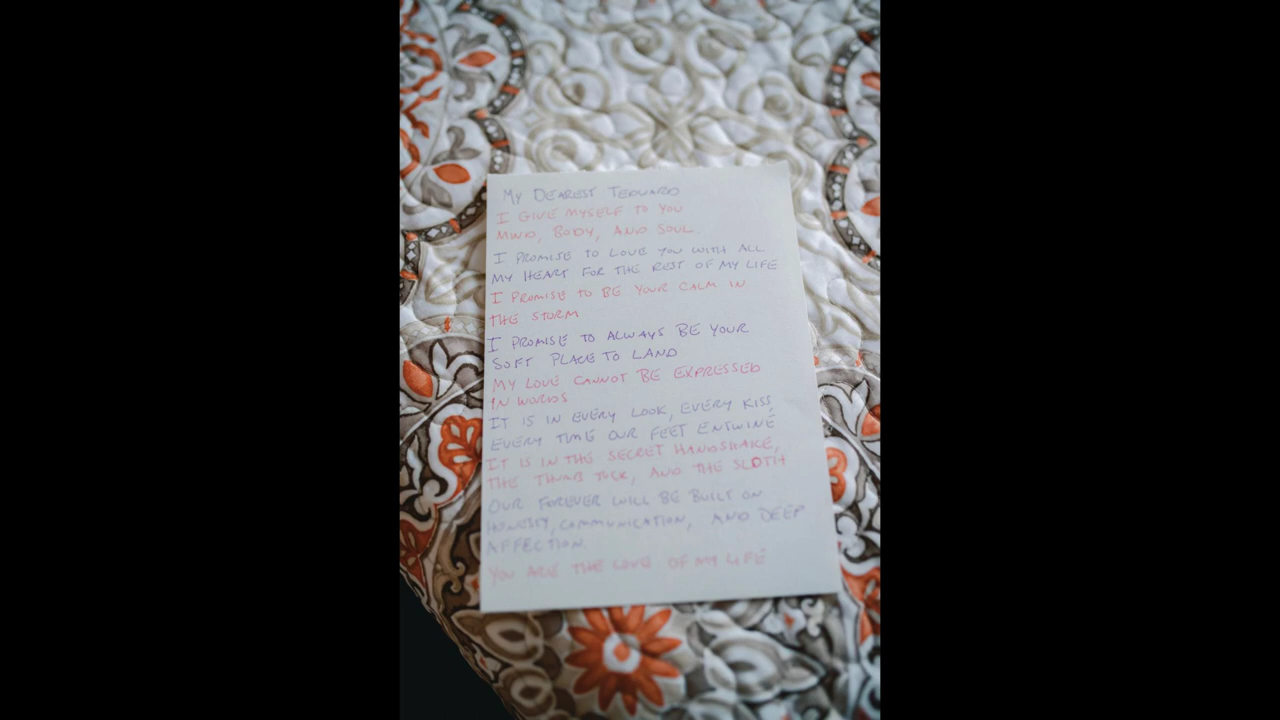 MY DEAREST TEDUARD
I GIVE MYSELF TO YOU
MIND, BODY, AND SOUL.
I PROMISE TO LOVE YOU WITH ALL
MY HEART FOR THE REST OF MY LIFE
I PROMISE TO BE YOUR CALM IN
THE STORM
I PROMISE TO ALWAYS BE YOUR
SOFT PLACE TO LAND
MY LOVE CANNOT BE EXPRESSED
IN WORDS
IT IS IN EVERY LOOK, EVERY KISS,
EVERY TIME OUR FEET ENTWINE
IT IS IN THE SECRET HANDSHAKE,
THE THUMB TUCK, AND THE SLOTH
OUR FOREVER WILL BE BUILT ON
HONESTY, COMMUNICATION, AND DEEP
AFFECTION.
YOU ARE THE LOVE OF MY LIFE